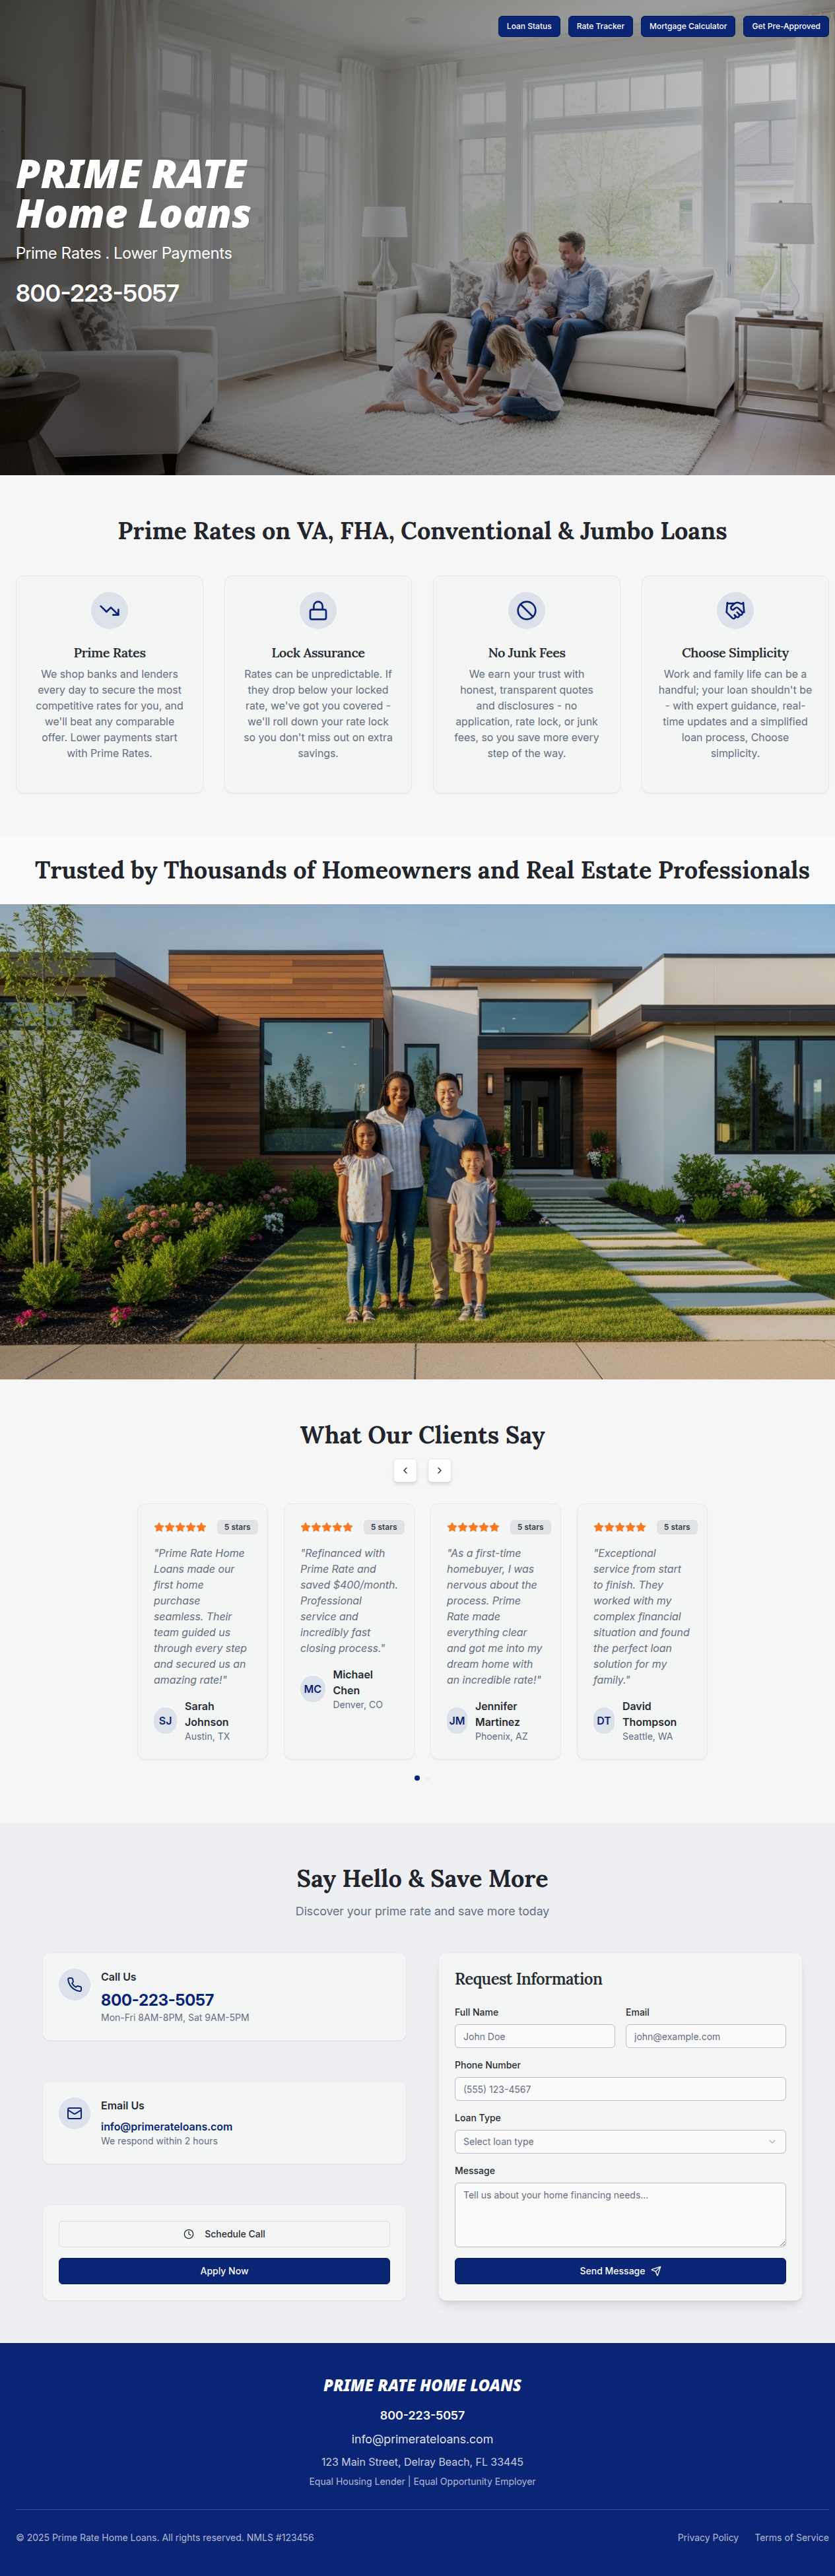 Loan Status
Rate Tracker
Mortgage Calculator
Get Pre-Approved
PRIME RATE
Home Loans
Prime Rates . Lower Payments
800-223-5057
Prime Rates on VA, FHA, Conventional & Jumbo Loans
Prime Rates
We shop banks and lenders
every day to secure the most
competitive rates for you, and
we'll beat any comparable
offer. Lower payments start
with Prime Rates.
Lock Assurance
Rates can be unpredictable. If
they drop below your locked
rate, we've got you covered -
we'll roll down your rate lock
so you don't miss out on extra
savings.
No Junk Fees
We earn your trust with
honest, transparent quotes
and disclosures - no
application, rate lock, or junk
fees, so you save more every
step of the way.
Choose Simplicity
Work and family life can be a
handful; your loan shouldn't be
- with expert guidance, real-
time updates and a simplified
loan process, Choose
simplicity.
Trusted by Thousands of Homeowners and Real Estate Professionals
What Our Clients Say
5 stars
"Prime Rate Home
Loans made our
first home
purchase
seamless. Their
team guided us
through every step
and secured us an
amazing rate!"
SJ
Sarah
Johnson
Austin, TX
5 stars
"Refinanced with
Prime Rate and
saved $400/month.
Professional
service and
incredibly fast
closing process."
MC
Michael
Chen
Denver, CO
5 stars
"As a first-time
homebuyer, I was
nervous about the
process. Prime
Rate made
everything clear
and got me into my
dream home with
an incredible rate!"
JM
Jennifer
Martinez
Phoenix, AZ
5 stars
"Exceptional
service from start
to finish. They
worked with my
complex financial
situation and found
the perfect loan
solution for my
family."
DT
David
Thompson
Seattle, WA
Say Hello & Save More
Discover your prime rate and save more today
Call Us
800-223-5057
Mon-Fri 8AM-8PM, Sat 9AM-5PM
Email Us
info@primerateloans.com
We respond within 2 hours
Schedule Call
Apply Now
Request Information
Full Name
John Doe
Email
john@example.com
Phone Number
(555) 123-4567
Loan Type
Select loan type
Message
Tell us about your home financing needs...
Send Message
PRIME RATE HOME LOANS
800-223-5057
info@primerateloans.com
123 Main Street, Delray Beach, FL 33445
Equal Housing Lender | Equal Opportunity Employer
© 2025 Prime Rate Home Loans. All rights reserved. NMLS #123456
Privacy Policy
Terms of Service